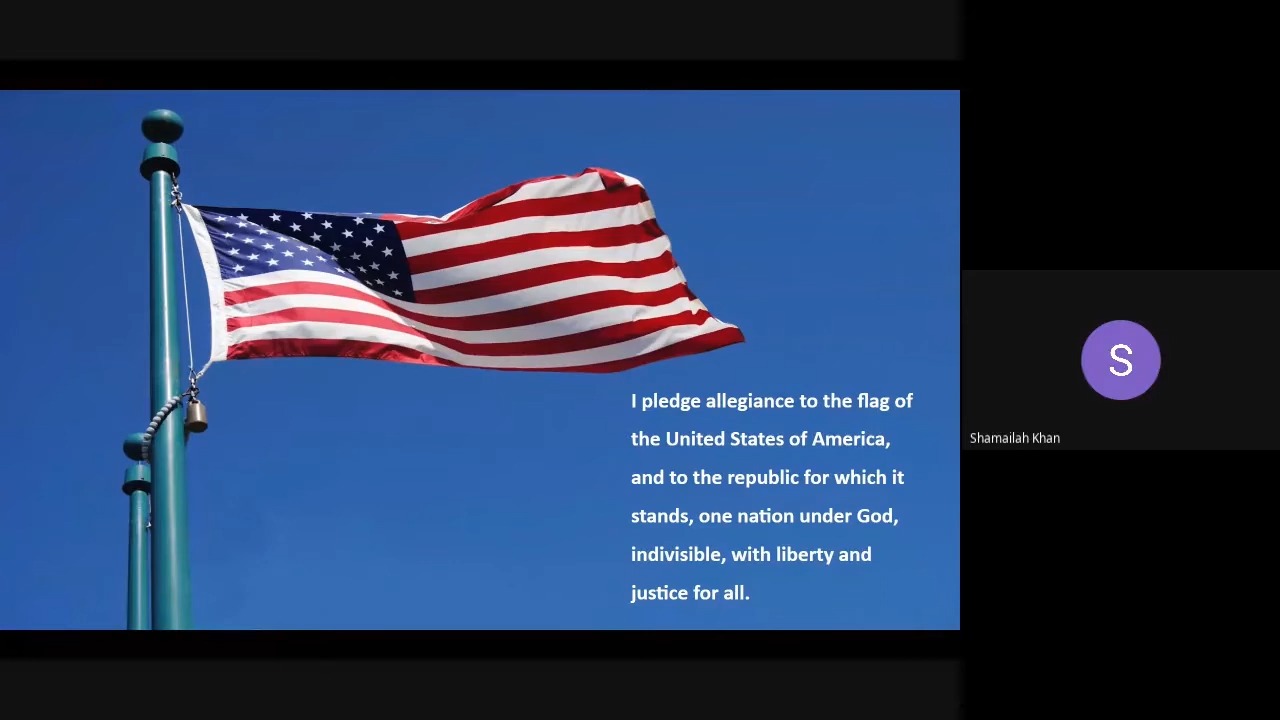 I pledge allegiance to the flag of
the United States of America,
and to the republic for which it
stands, one nation under God,
indivisible, with liberty and
justice for all.
S
Shamailah Khan